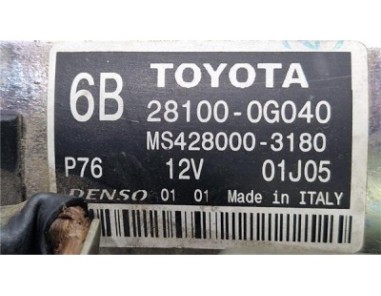 6B TOYOTA
28100-0G040
MS428000-3180
P76 12V 01J05
DENSO 01 01 Made in ITALY